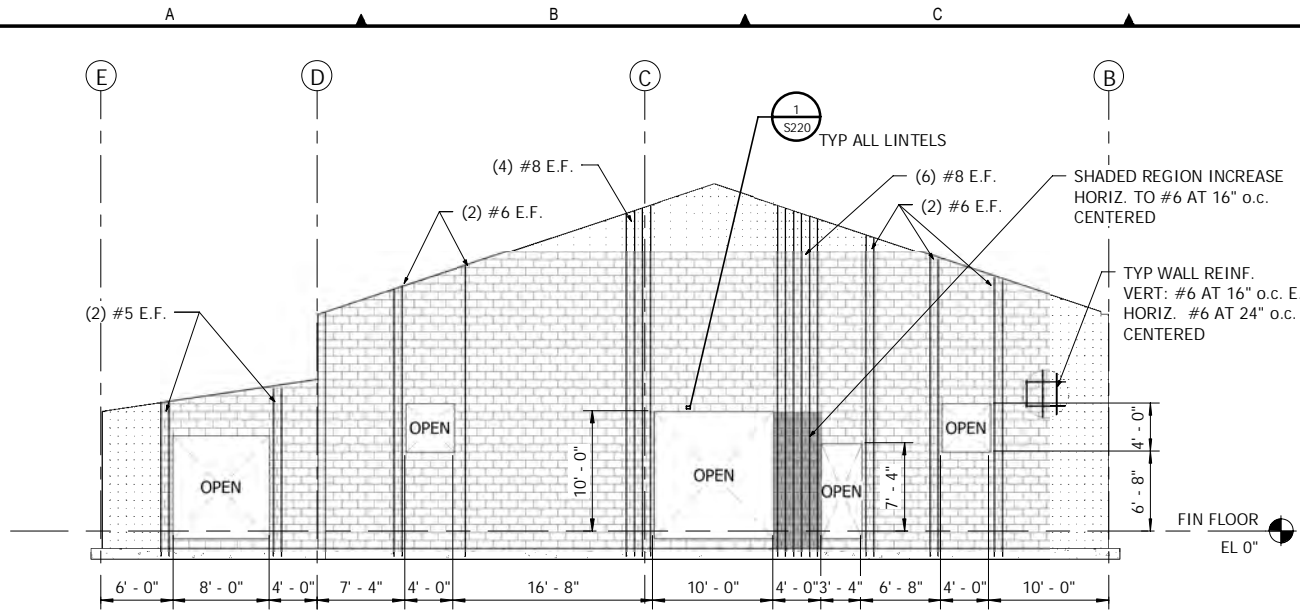 A B C
E D C B
1
S220
TYP ALL LINTELS
(4) #8 E.F.
(6) #8 E.F.
SHADED REGION INCREASE
HORIZ. TO #6 AT 16" o.c.
CENTERED
(2) #6 E.F.
(2) #6 E.F.
TYP WALL REINF.
VERT: #6 AT 16" o.c. E.
HORIZ. #6 AT 24" o.c.
CENTERED
(2) #5 E.F.
OPEN
OPEN
4' - 0"
10' - 0"
OPEN
OPEN
OPEN
7' - 4"
6' - 8"
FIN FLOOR
EL 0"
6' - 0" 8' - 0" 4' - 0" 7' - 4" 4' - 0" 16' - 8" 10' - 0" 4' - 0" 3' - 4" 6' - 8" 4' - 0" 10' - 0"